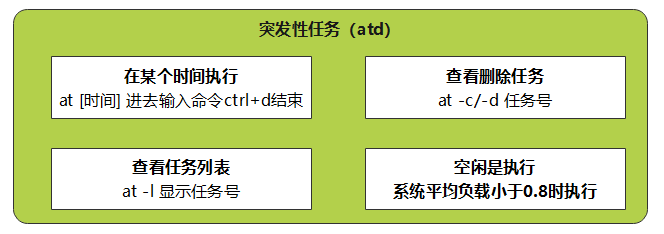 突发性任务（atd）
在某个时间执行
at [时间] 进去输入命令ctrl+d结束
查看删除任务
at -c/-d 任务号
查看任务列表
at -l 显示任务号
空闲是执行
系统平均负载小于0.8时执行